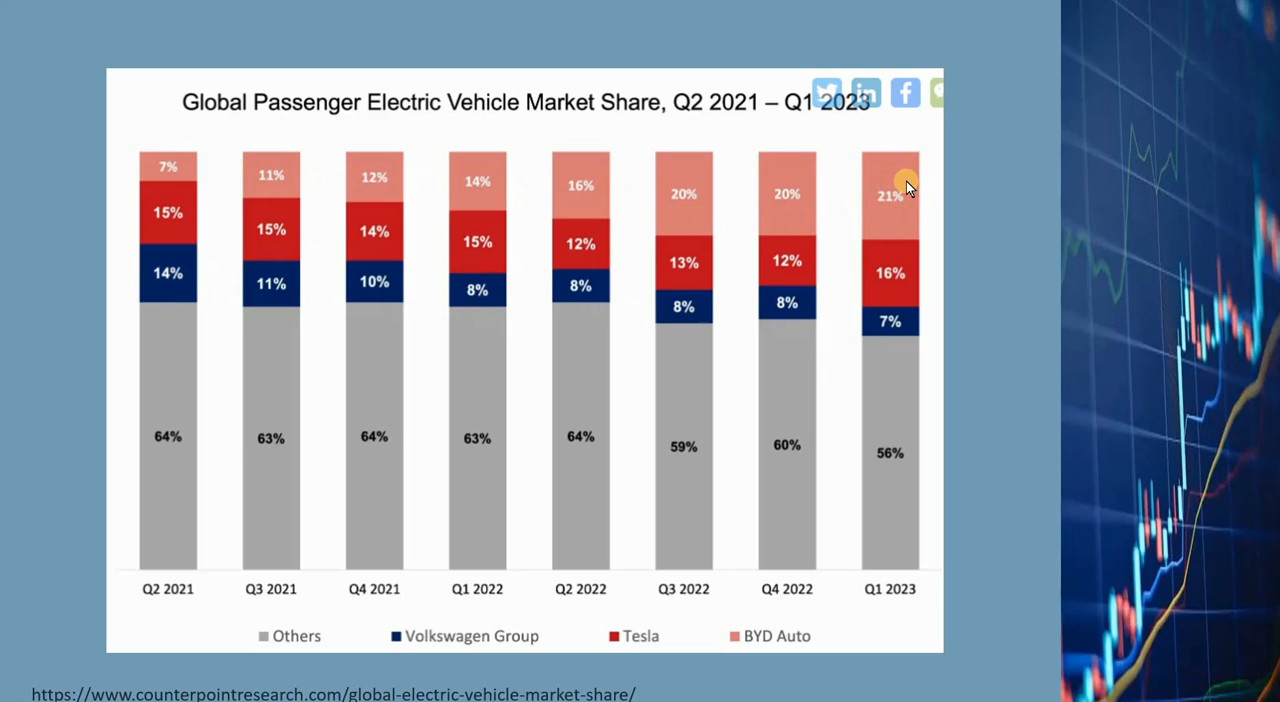 Global Passenger Electric Vehicle Market Share, Q2 2021 – Q1 2023
7% 11% 12% 14% 16% 20% 20% 21%
15% 15% 14% 15% 12% 13% 12% 16%
14% 11% 10% 8% 8% 8% 8% 7%
64% 63% 64% 63% 64% 59% 60% 56%
Q2 2021 Q3 2021 Q4 2021 Q1 2022 Q2 2022 Q3 2022 Q4 2022 Q1 2023
Others Volkswagen Group Tesla BYD Auto
https://www.counterpointresearch.com/global-electric-vehicle-market-share/